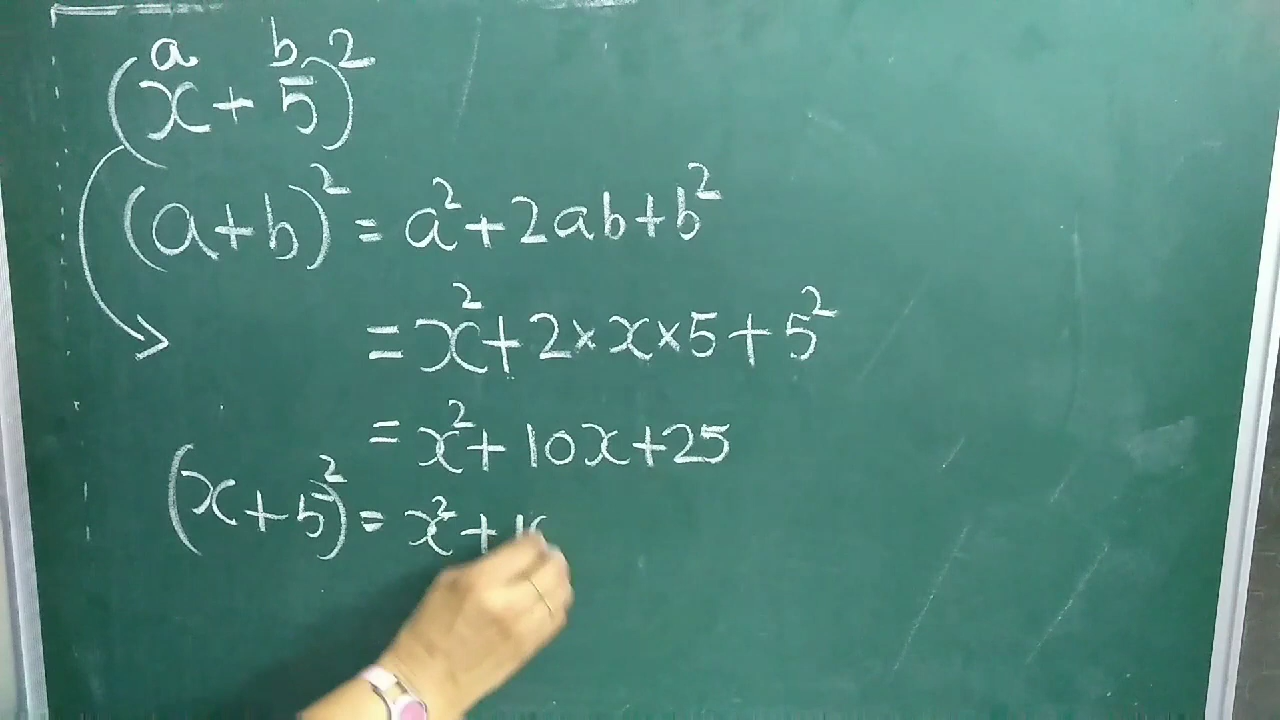 a b
(x + 5)²
(a+b)² = a² + 2ab + b²
= x² + 2 × x × 5 + 5²
= x² + 10x + 25
(x + 5)² = x² + 1